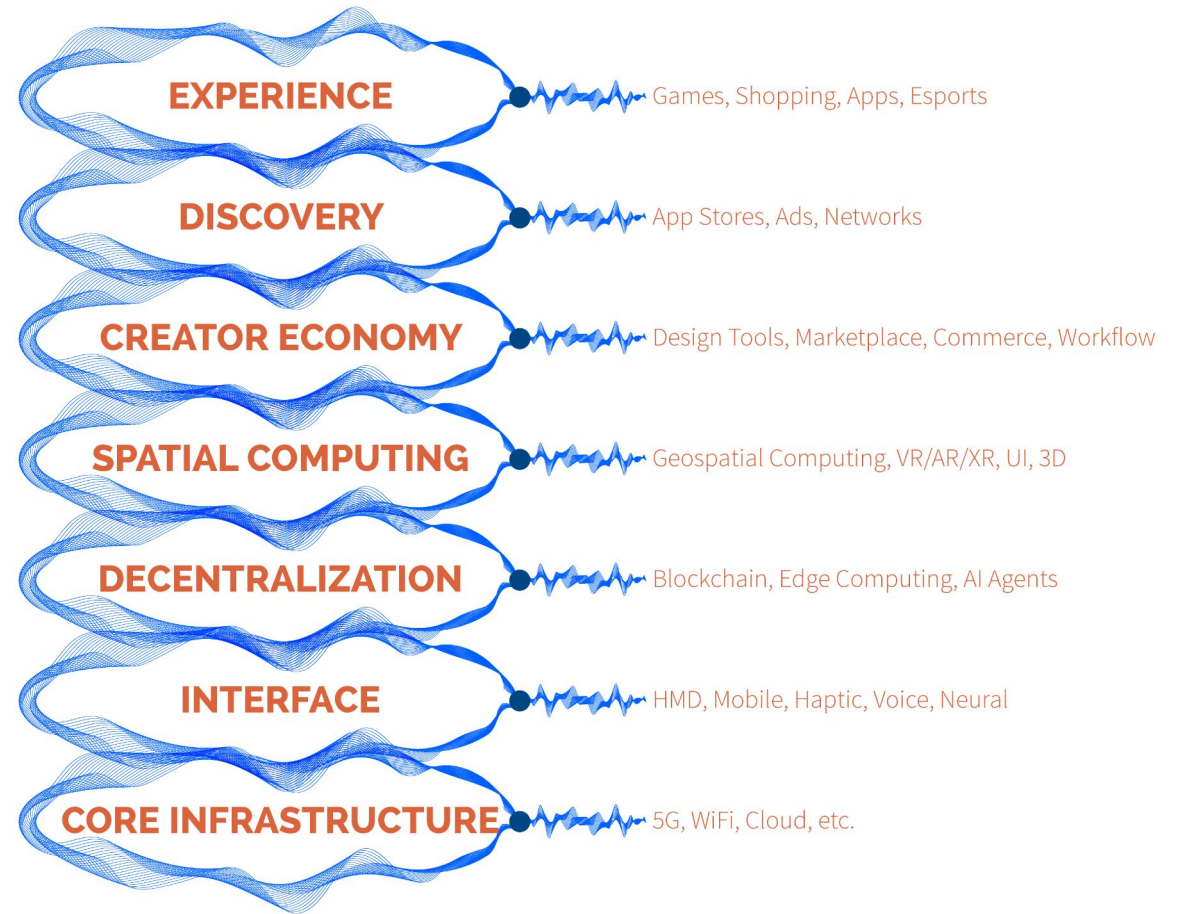 EXPERIENCE
Games, Shopping, Apps, Esports
DISCOVERY
App Stores, Ads, Networks
CREATOR ECONOMY
Design Tools, Marketplace, Commerce, Workflow
SPATIAL COMPUTING
Geospatial Computing, VR/AR/XR, UI, 3D
DECENTRALIZATION
Blockchain, Edge Computing, AI Agents
INTERFACE
HMD, Mobile, Haptic, Voice, Neural
CORE INFRASTRUCTURE
5G, WiFi, Cloud, etc.